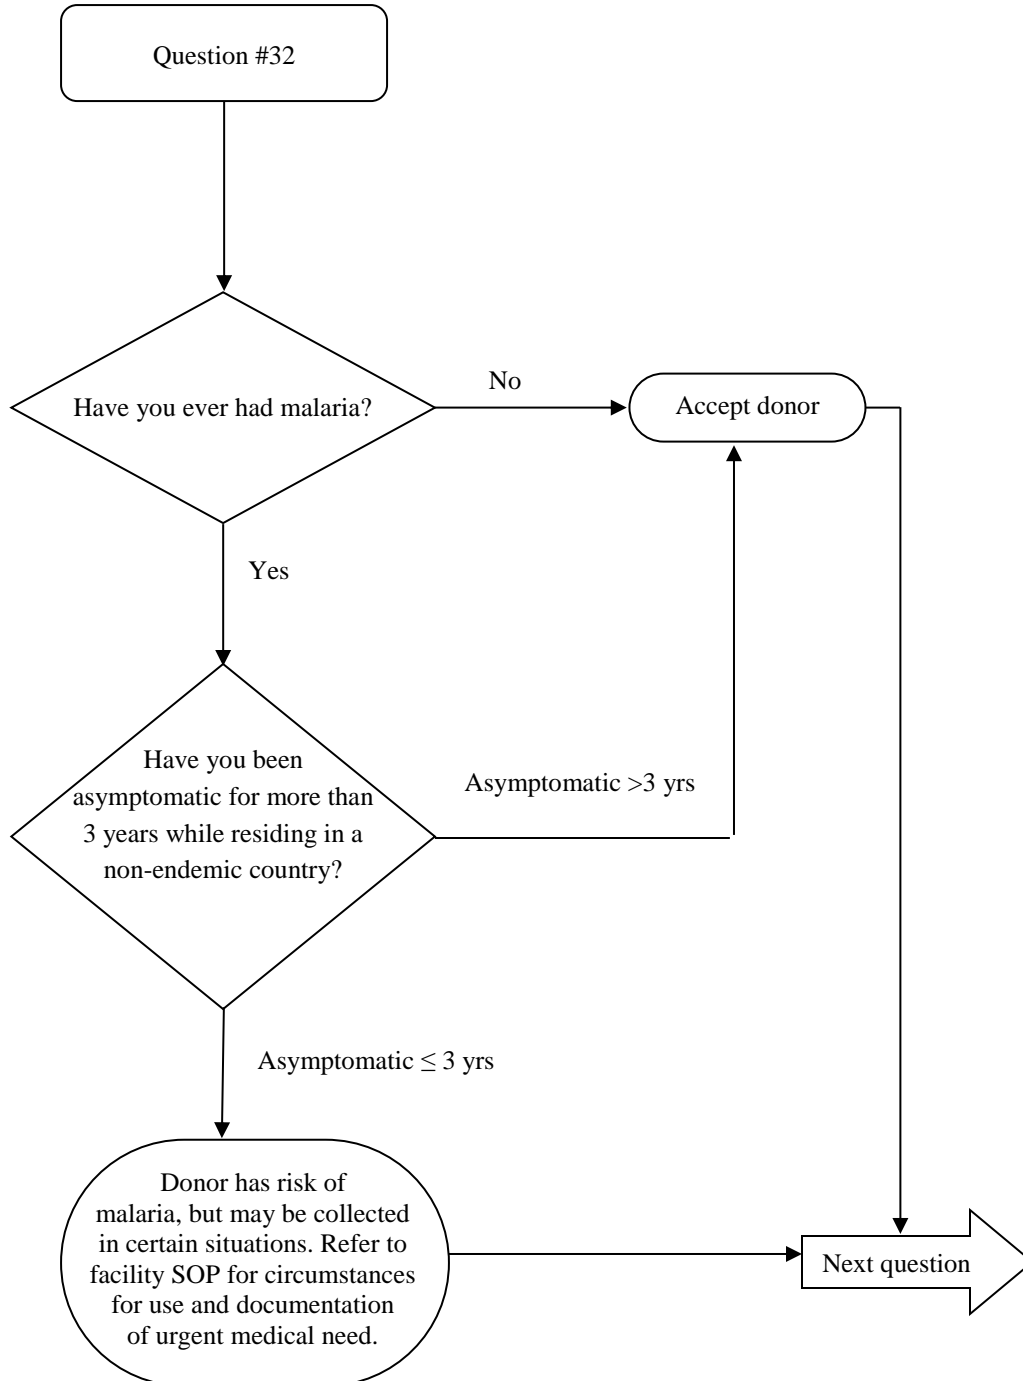 Question #32
Have you ever had malaria?
No
Accept donor
Yes
Have you been
asymptomatic for more than
3 years while residing in a
non-endemic country?
Asymptomatic >3 yrs
Asymptomatic ≤ 3 yrs
Donor has risk of
malaria, but may be collected
in certain situations. Refer to
facility SOP for circumstances
for use and documentation
of urgent medical need.
Next question